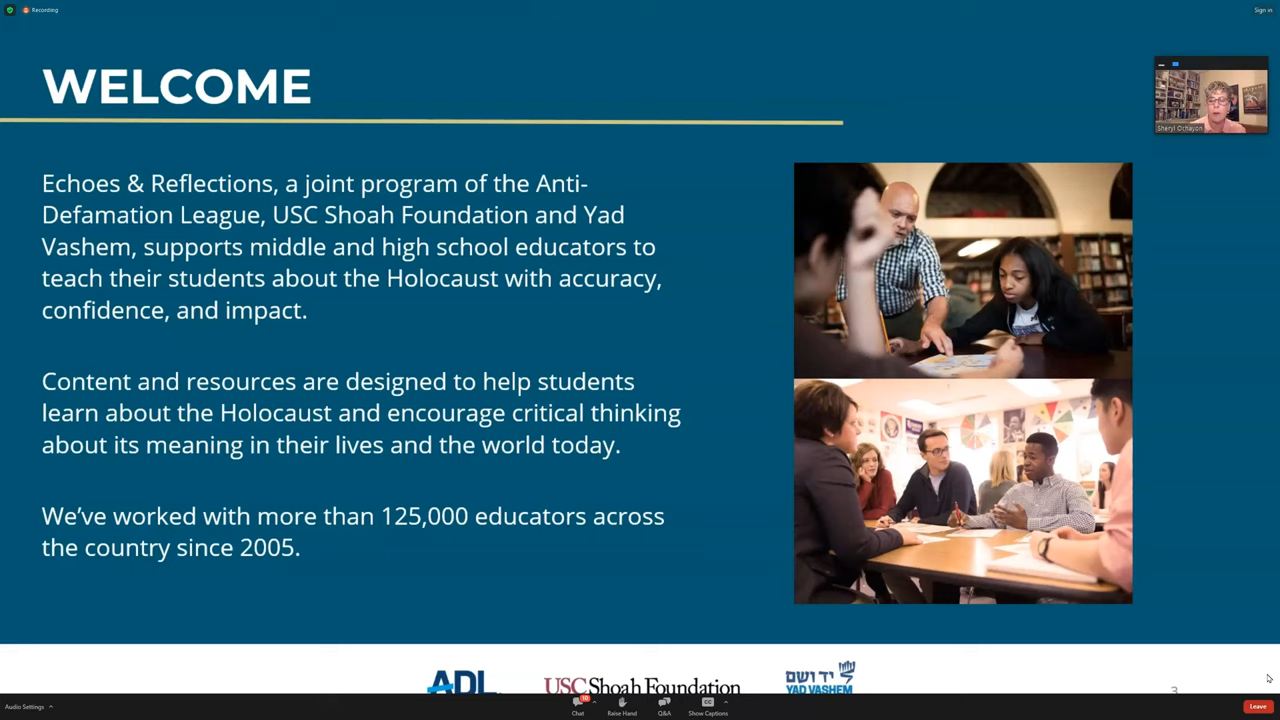 Recording
Sign in
WELCOME
Sheryl Ochayon
Echoes & Reflections, a joint program of the Anti-
Defamation League, USC Shoah Foundation and Yad
Vashem, supports middle and high school educators to
teach their students about the Holocaust with accuracy,
confidence, and impact.
Content and resources are designed to help students
learn about the Holocaust and encourage critical thinking
about its meaning in their lives and the world today.
We’ve worked with more than 125,000 educators across
the country since 2005.
ADL
USC Shoah Foundation
יד ושם
YAD VASHEM
3
Audio Settings
10
Chat
Raise Hand
Q&A
CC
Show Captions
Leave